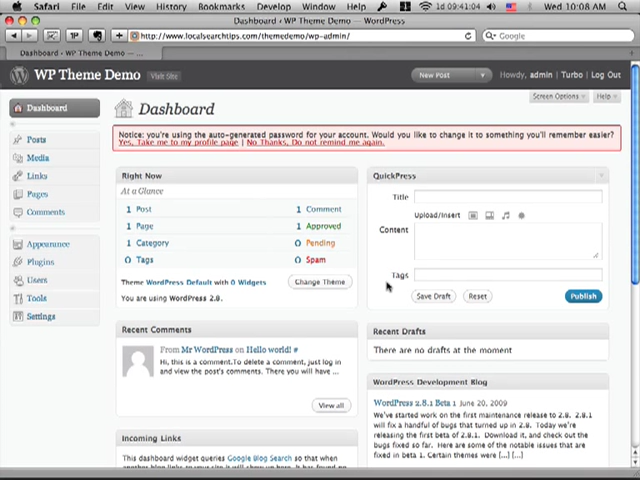 Safari File Edit View History Bookmarks Develop Window Help 1d 09:41:04 Wed 10:08 AM
Dashboard ‹ WP Theme Demo — WordPress
http://www.localsearchtips.com/themedemo/wp-admin/
Google
Dashboard ‹ WP Theme Demo — ...
WP Theme Demo Visit Site New Post Howdy, admin | Turbo | Log Out
Screen Options Help
Dashboard
Dashboard
Notice: you're using the auto-generated password for your account. Would you like to change it to something you'll remember easier?
Yes, Take me to my profile page | No Thanks, Do not remind me again.
Posts
Media
Links
Pages
Comments
Appearance
Plugins
Users
Tools
Settings
Right Now
At a Glance
1 Post 1 Comment
1 Page 1 Approved
1 Category 0 Pending
0 Tags 0 Spam
Theme WordPress Default with 0 Widgets Change Theme
You are using WordPress 2.8.
Recent Comments
From Mr WordPress on Hello world! #
Hi, this is a comment.To delete a comment, just log in
and view the post's comments. There you will have ...
View all
Incoming Links
This dashboard widget queries Google Blog Search so that when
QuickPress
Title
Upload/Insert
Content
Tags
Save Draft Reset Publish
Recent Drafts
There are no drafts at the moment
WordPress Development Blog
WordPress 2.8.1 Beta 1 June 20, 2009
We've started work on the first maintenance release to 2.8. 2.8.1
will fix a handful of bugs that turned up in 2.8. Today we're
releasing the first beta of 2.8.1. Download it, and check out the
bugs fixed so far. Here are some of the notable issues that are
fixed in beta 1. Certain themes were [...] [...]